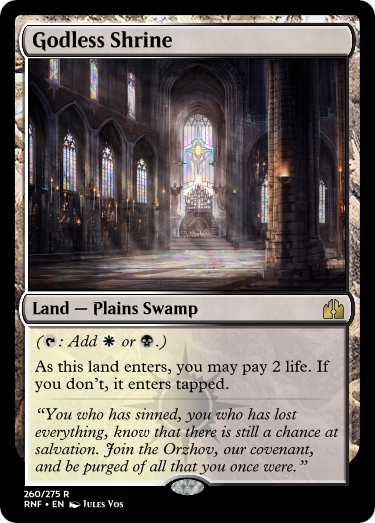 Godless Shrine
Land — Plains Swamp
(: Add or .)
As this land enters, you may pay 2 life. If
you don't, it enters tapped.
“You who has sinned, you who has lost
everything, know that there is still a chance at
salvation. Join the Orzhov, our covenant,
and be purged of all that you once were.”
260/275 R
RNF • EN Jules Vos